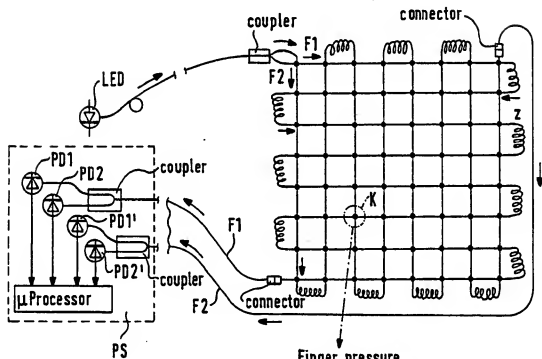 connector
coupler
F1
F2
LED
Z
PD1
PD2
coupler
K
PD1'
F1
PD2'
coupler
connector
μProcessor
F2
PS
Finger pressure